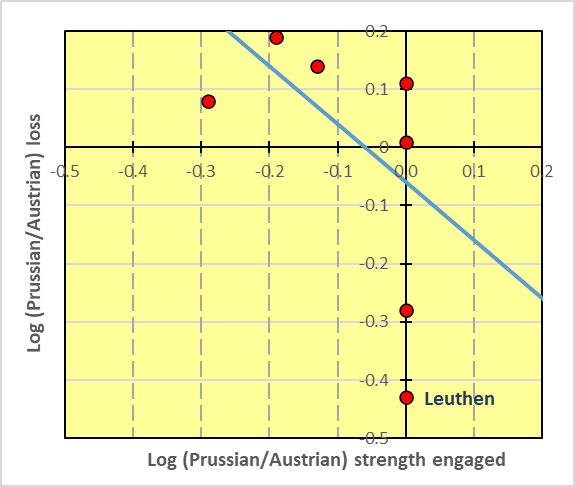 0.2
0.1
0
-0.5 -0.4 -0.3 -0.2 -0.1 0.0 0.1 0.2
-0.1
-0.2
-0.3
-0.4
Leuthen
-0.5
Log (Prussian/Austrian) loss
Log (Prussian/Austrian) strength engaged